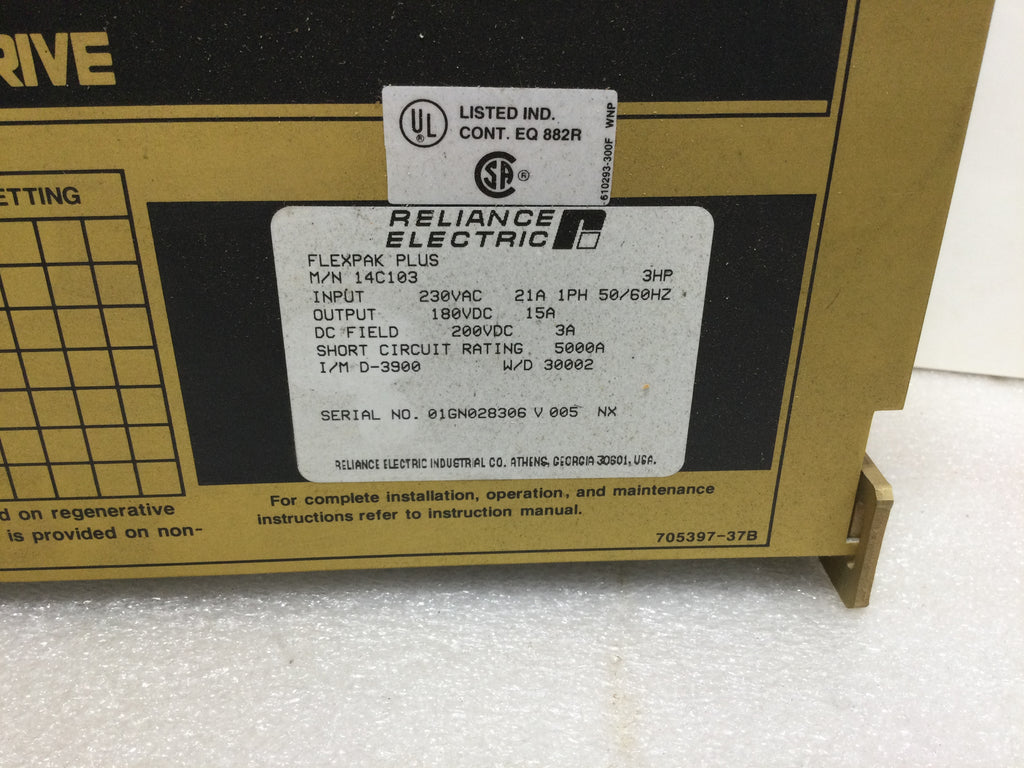 RIVE
UL
®
LISTED IND.
CONT. EQ 882R
SA ®
610293-300F WNP
ETTING
RELIANCE
ELECTRIC
FLEXPAK PLUS
M/N 14C103 3HP
INPUT 230VAC 21A 1PH 50/60HZ
OUTPUT 180VDC 15A
DC FIELD 200VDC 3A
SHORT CIRCUIT RATING 5000A
I/M D-3900 W/D 30002
SERIAL NO. 01GN028306 V 005 NX
RELIANCE ELECTRIC INDUSTRIAL CO. ATHENS, GEORGIA 30601, USA.
d on regenerative
is provided on non-
For complete installation, operation, and maintenance
instructions refer to instruction manual.
705397-37B